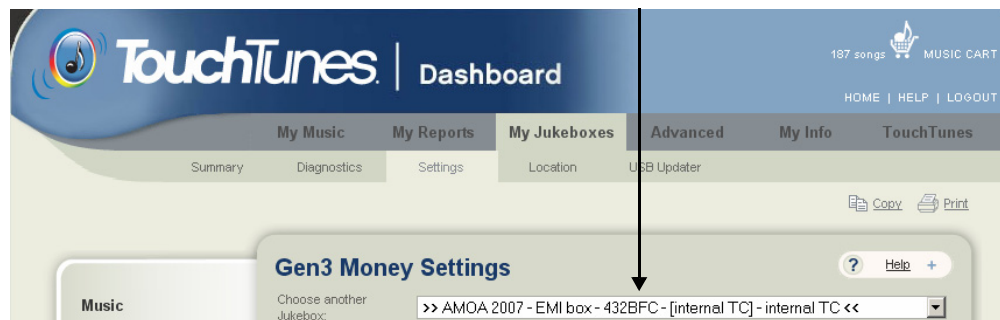 TouchTunes. | Dashboard
187 songs MUSIC CART
HOME | HELP | LOGOUT
My Music My Reports My Jukeboxes Advanced My Info TouchTunes
Summary Diagnostics Settings Location USB Updater
Copy Print
Gen3 Money Settings
? Help +
Music
Choose another
Jukebox:
>> AMOA 2007 - EMI box - 432BFC - [internal TC] - internal TC <<